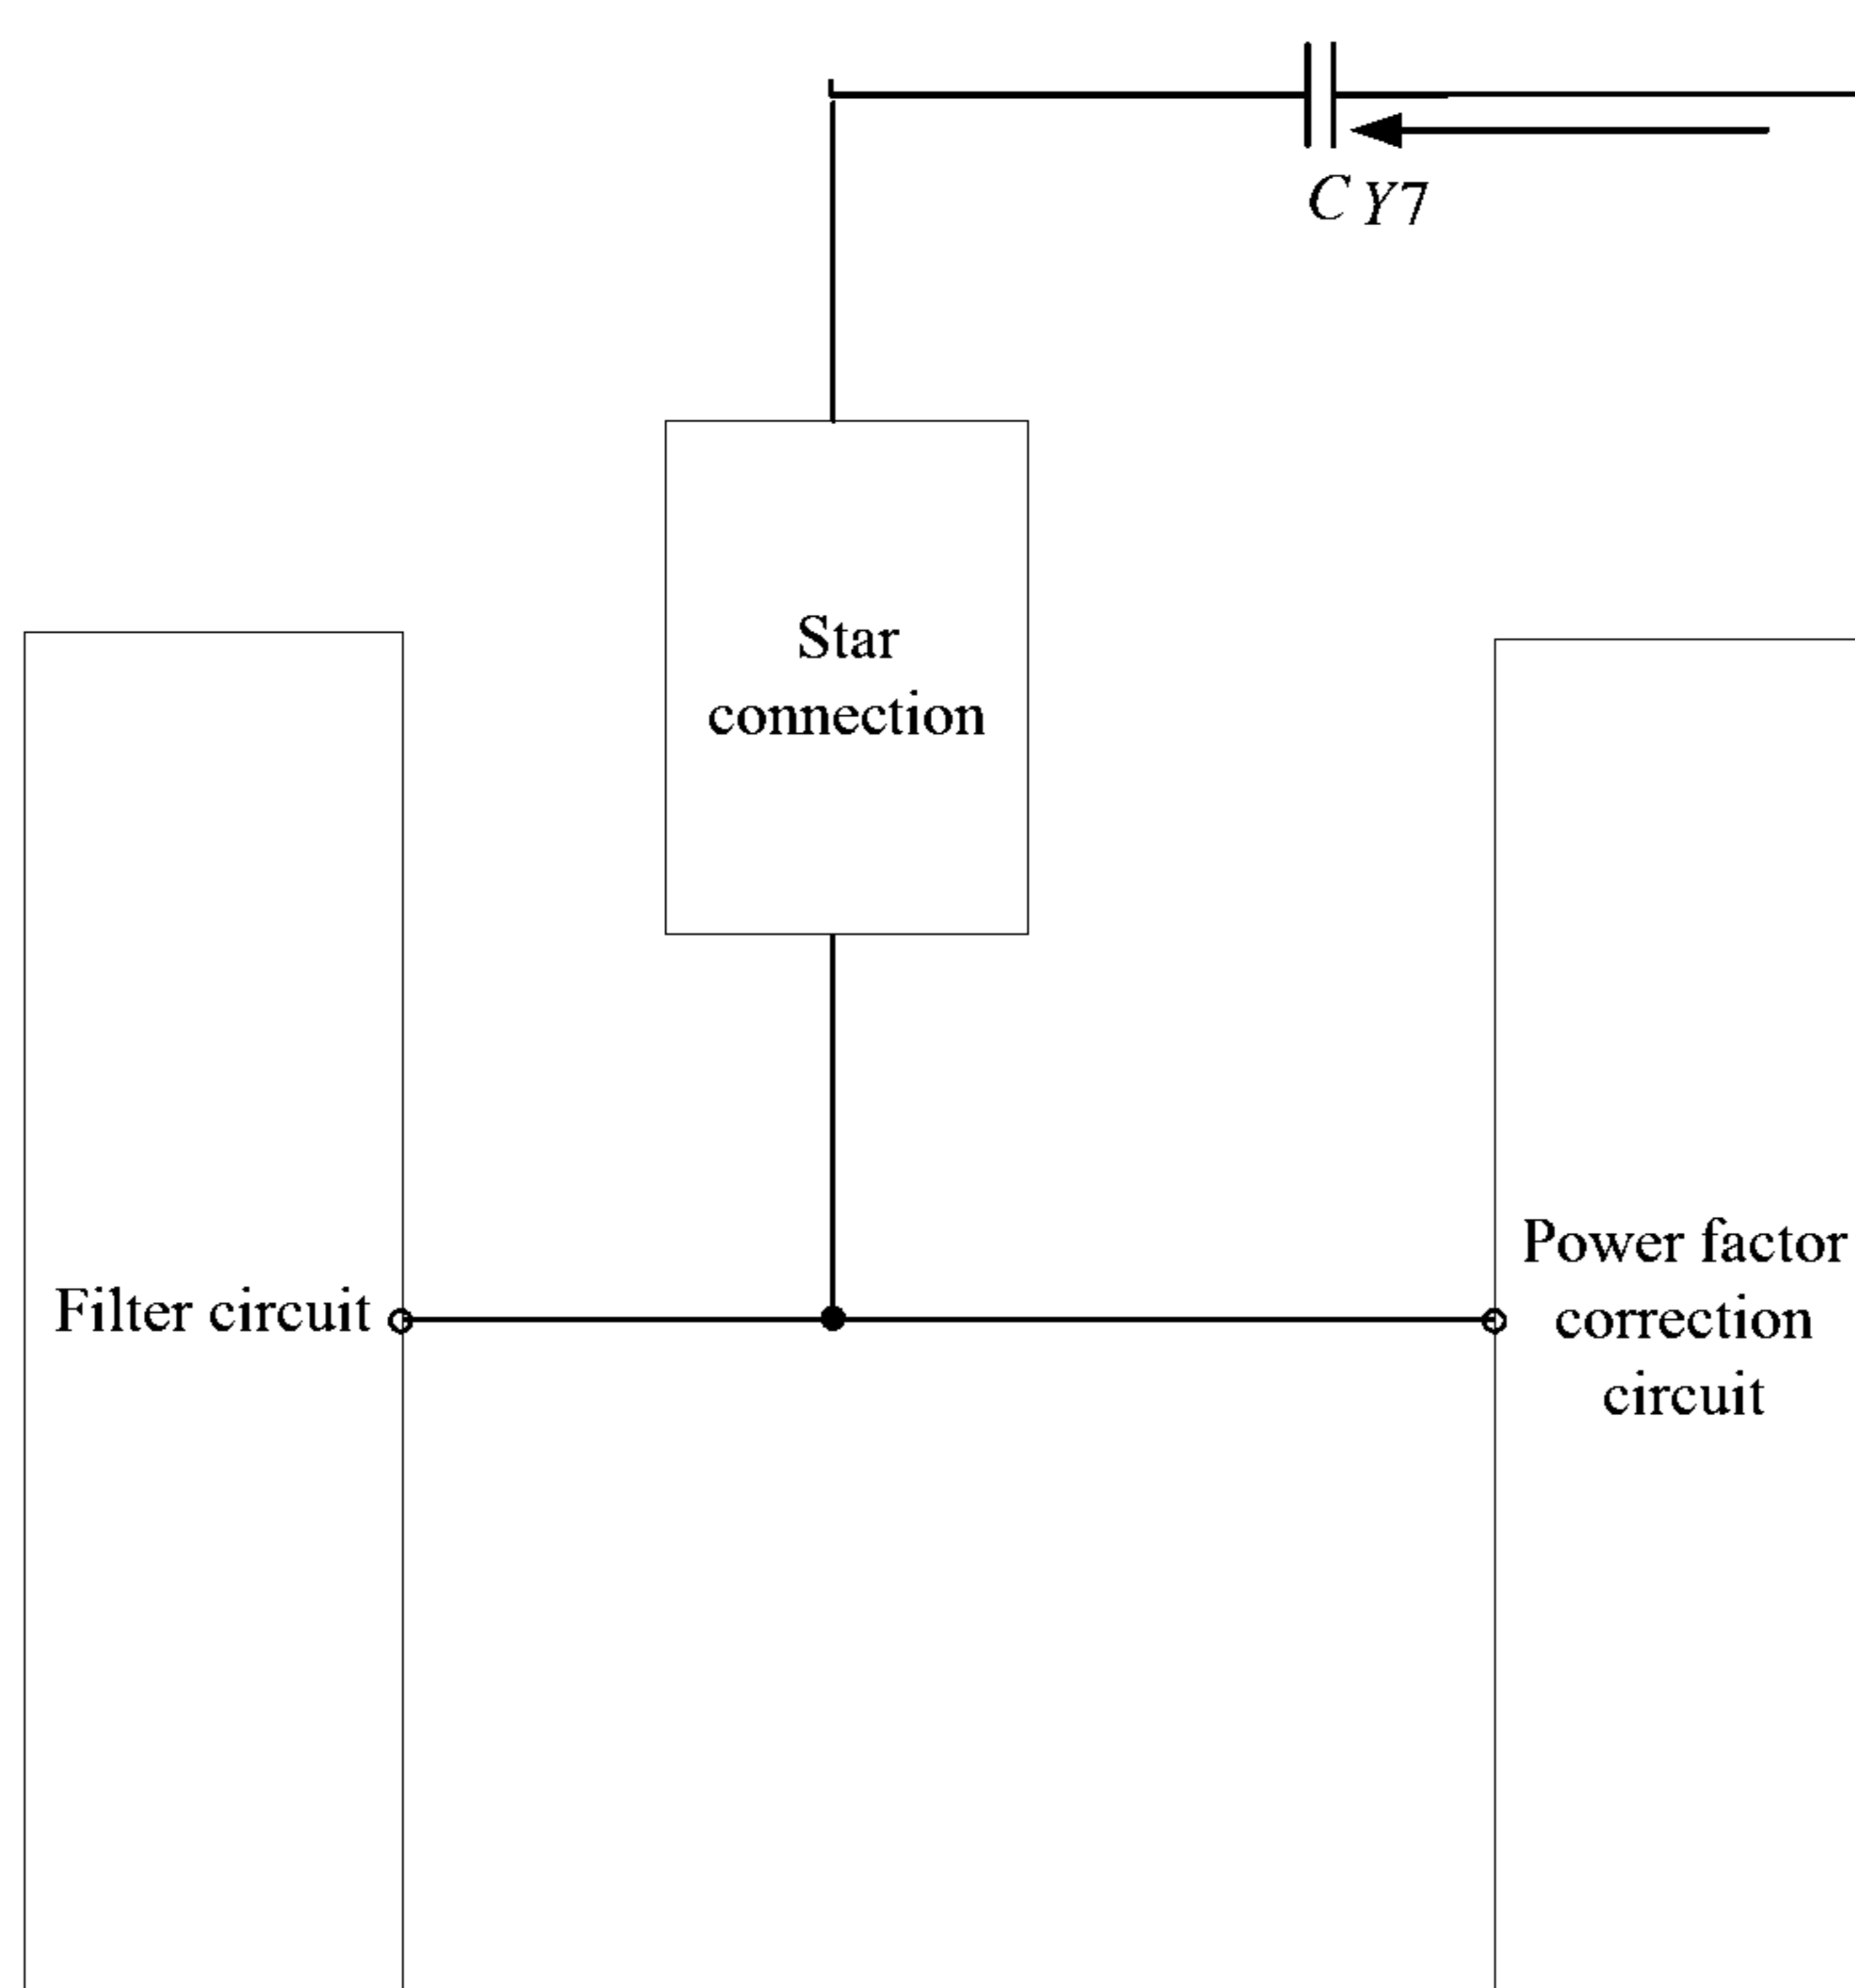 CY7
Star
connection
Filter circuit
Power factor
correction
circuit